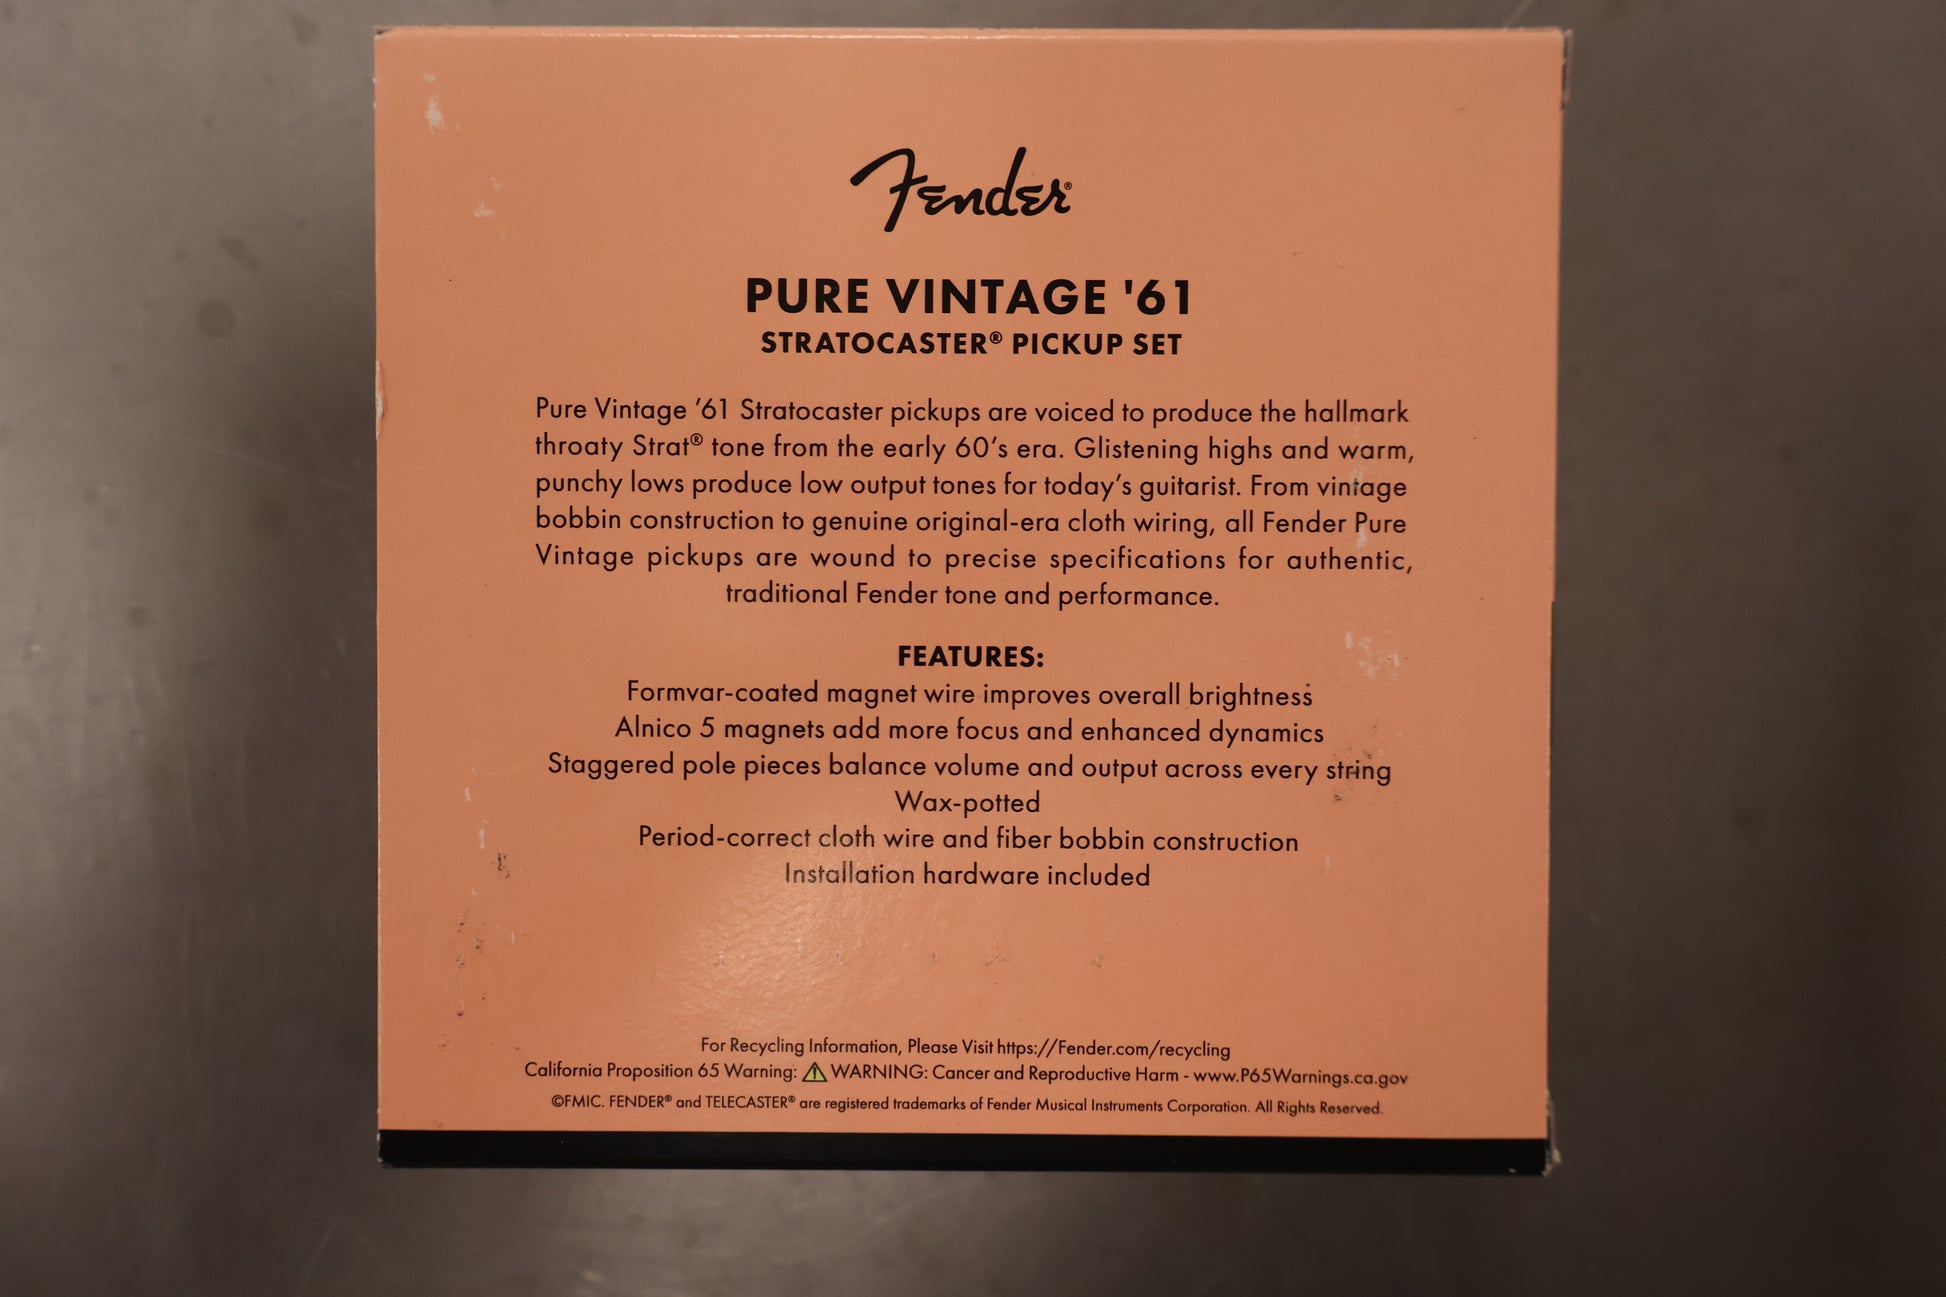 Fender®
PURE VINTAGE '61
STRATOCASTER® PICKUP SET
Pure Vintage ’61 Stratocaster pickups are voiced to produce the hallmark
throaty Strat® tone from the early 60’s era. Glistening highs and warm,
punchy lows produce low output tones for today’s guitarist. From vintage
bobbin construction to genuine original-era cloth wiring, all Fender Pure
Vintage pickups are wound to precise specifications for authentic,
traditional Fender tone and performance.
FEATURES:
Formvar-coated magnet wire improves overall brightness
Alnico 5 magnets add more focus and enhanced dynamics
Staggered pole pieces balance volume and output across every string
Wax-potted
Period-correct cloth wire and fiber bobbin construction
Installation hardware included
For Recycling Information, Please Visit https://Fender.com/recycling
California Proposition 65 Warning: ⚠ WARNING: Cancer and Reproductive Harm - www.P65Warnings.ca.gov
©FMIC. FENDER® and TELECASTER® are registered trademarks of Fender Musical Instruments Corporation. All Rights Reserved.